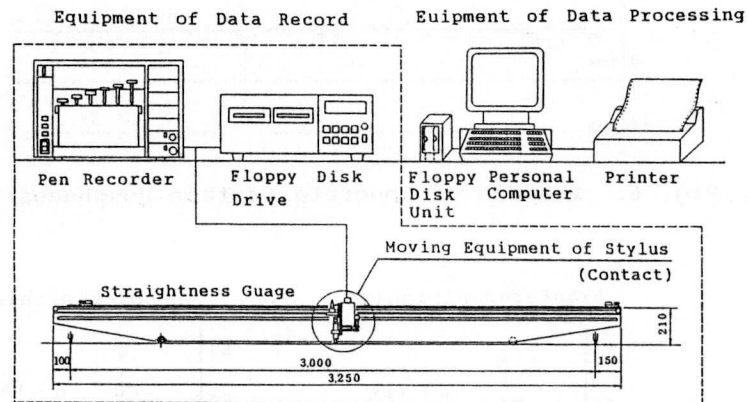 Equipment of Data Record
Euipment of Data Processing
Pen Recorder
Floppy Disk
Drive
Floppy
Disk
Unit
Personal
Computer
Printer
Moving Equipment of Stylus
(Contact)
Straightness Guage
210
100
3,000
150
3,250